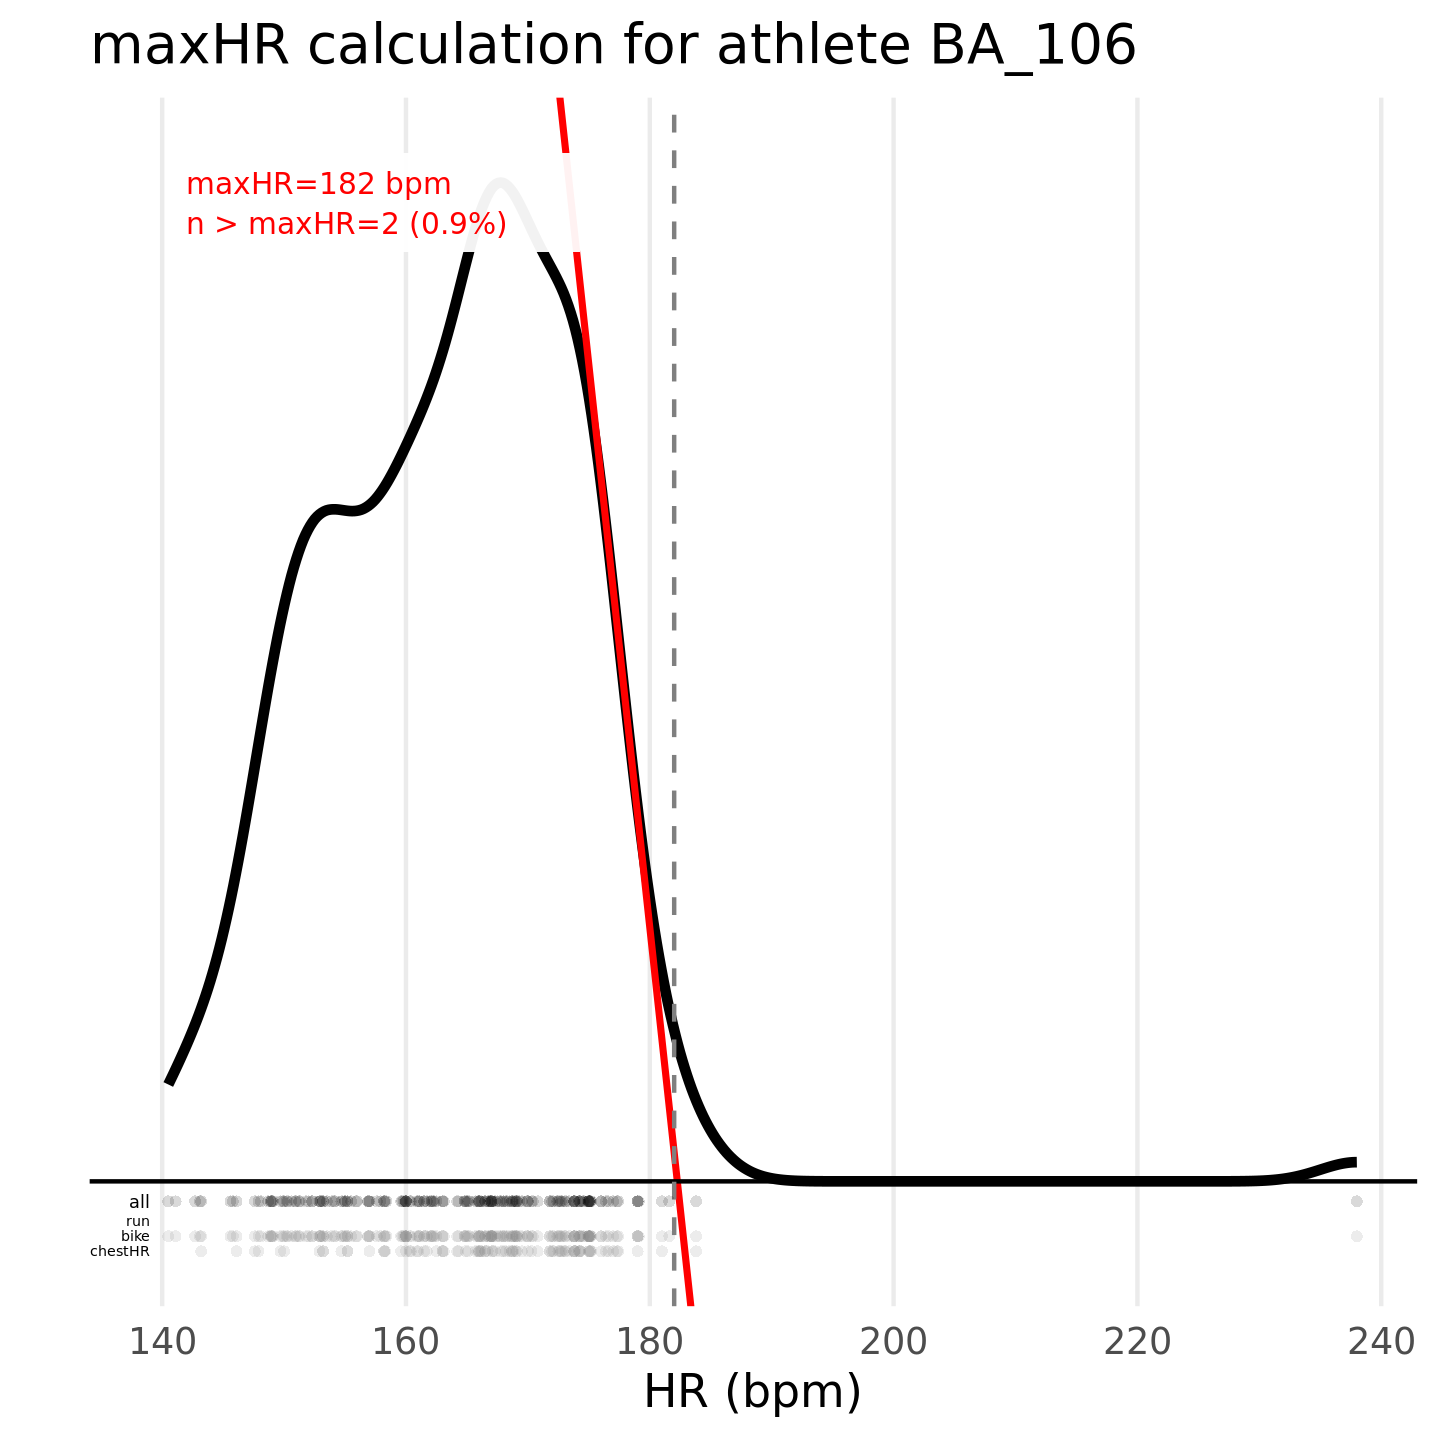 maxHR calculation for athlete BA_106
maxHR=182 bpm
n > maxHR=2 (0.9%)
all
run
bike
chestHR
140 160 180 200 220 240
HR (bpm)